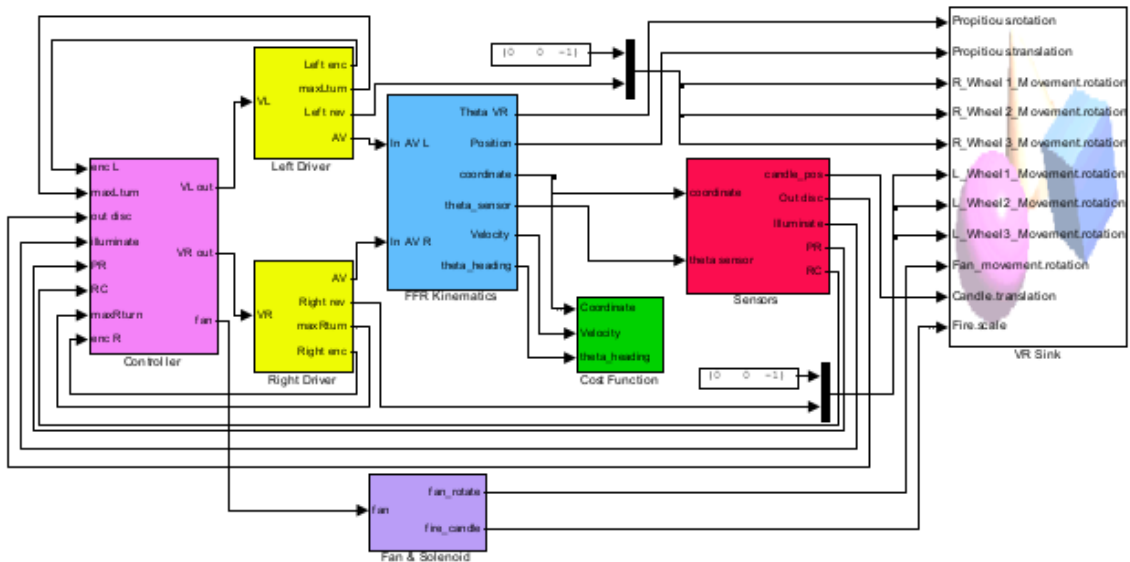 Propitious.rotation
Propitious.translation
R_Wheel 1_Movement.rotation
R_Wheel 2_Movement.rotation
R_Wheel 3_Movement.rotation
L_Wheel1_Movement.rotation
L_Wheel2_Movement.rotation
L_Wheel3_Movement.rotation
Fan_movement.rotation
Candle.translation
Fire.scale
VR Sink
[0 0 -1]
Left enc
maxLturn
Left rev
AV
VL
Left Driver
Theta VR
Position
coordinate
theta_sensor
Velocity
theta_heading
In AV L
In AV R
FFR Kinematics
enc L
maxLturn
out disc
illuminate
PR
RC
maxRturn
enc R
VL out
VR out
fan
Controller
AV
Right rev
maxRturn
Right enc
VR
Right Driver
coordinate
theta sensor
candle_pos
Out disc
Illuminate
PR
RC
Sensors
Coordinate
Velocity
theta_heading
Cost Function
[0 0 -1]
fan
fan_rotate
fire_candle
Fan & Solenoid